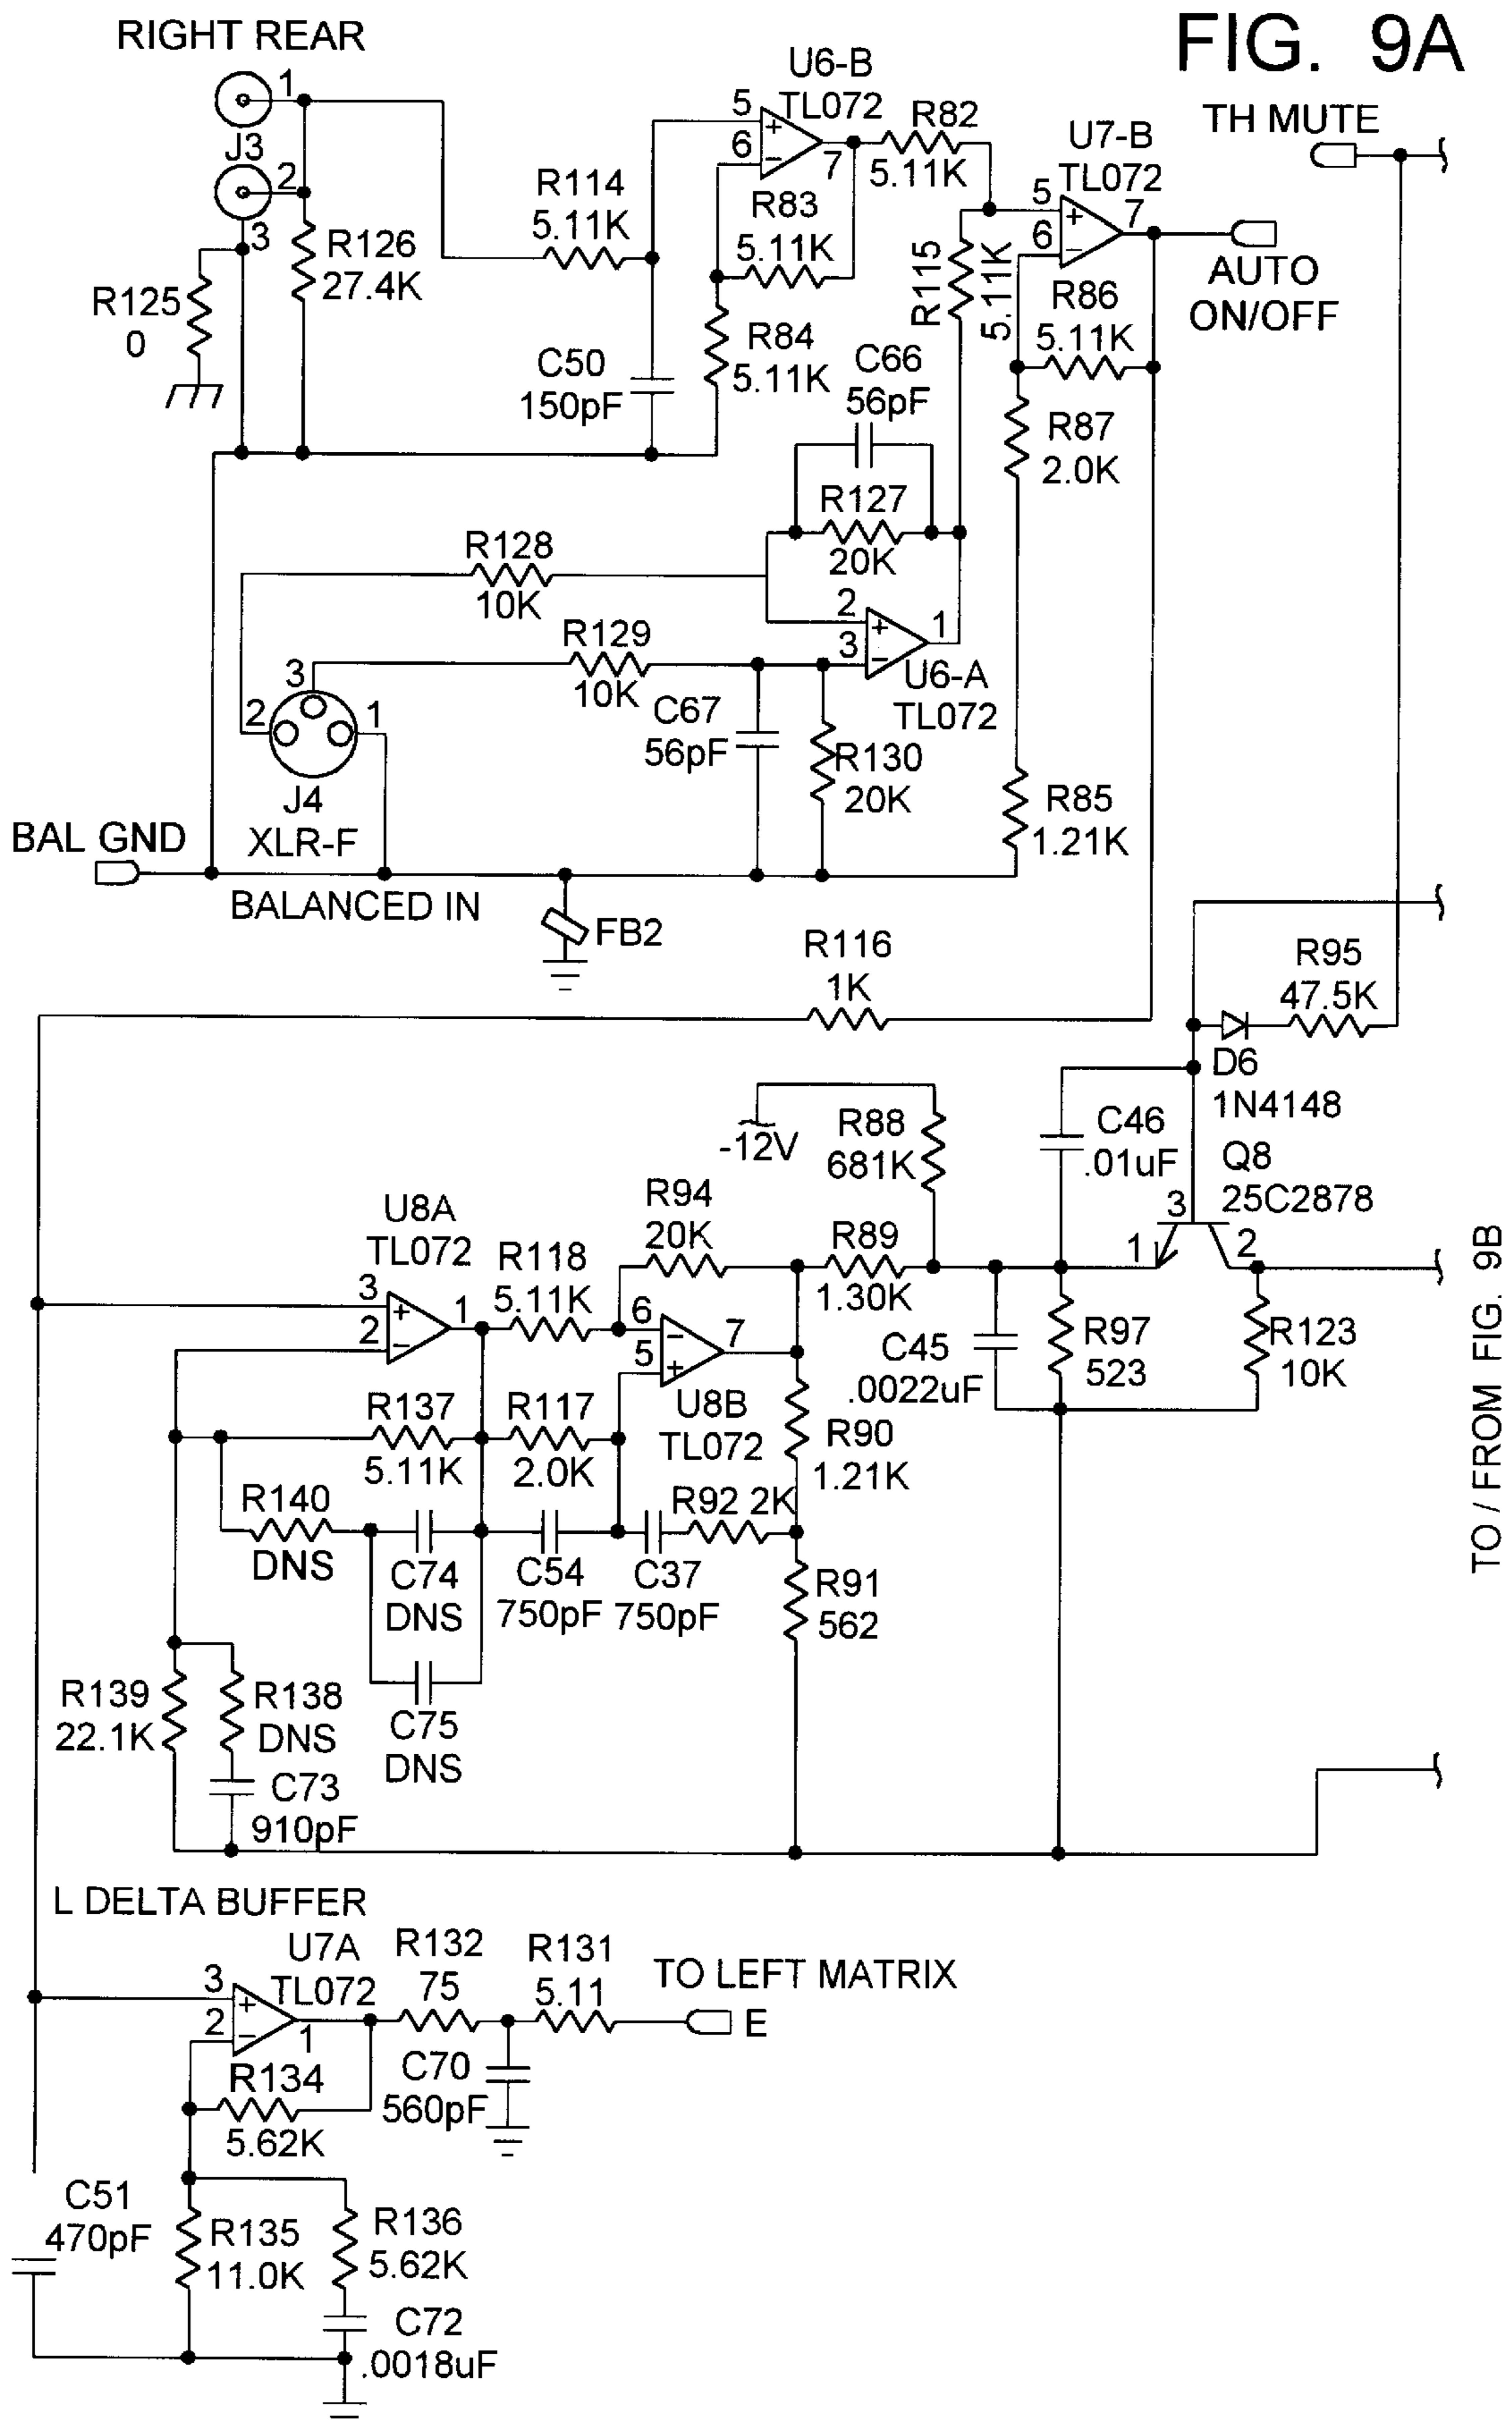 FIG. 9A
RIGHT REAR
1
J3
2
3
R125
0
R126
27.4K
R114
5.11K
C50
150pF
U6-B
TL072
5
6
7
+
−
R83
5.11K
R84
5.11K
R82
5.11K
R115
5.11K
U7-B
TL072
5
6
7
+
−
R86
5.11K
R87
2.0K
R85
1.21K
AUTO
ON/OFF
TH MUTE
C66
56pF
R127
20K
R128
10K
R129
10K
2
3
1
+
−
U6-A
TL072
C67
56pF
R130
20K
3
2
1
J4
XLR-F
BALANCED IN
BAL GND
FB2
R116
1K
R95
47.5K
D6
1N4148
C46
.01uF
Q8
25C2878
3
1
2
-12V
R88
681K
R89
1.30K
C45
.0022uF
R97
523
R123
10K
U8A
TL072
3
2
1
+
−
R118
5.11K
R94
20K
6
5
7
−
+
U8B
TL072
R137
5.11K
R117
2.0K
R90
1.21K
R140
DNS
C74
DNS
C54
750pF
C37
750pF
R92 2K
R91
562
C75
DNS
R139
22.1K
R138
DNS
C73
910pF
TO / FROM FIG. 9B
L DELTA BUFFER
U7A
TL072
3
2
1
+
−
R132
75
R131
5.11
TO LEFT MATRIX
E
C70
560pF
R134
5.62K
C51
470pF
R135
11.0K
R136
5.62K
C72
.0018uF